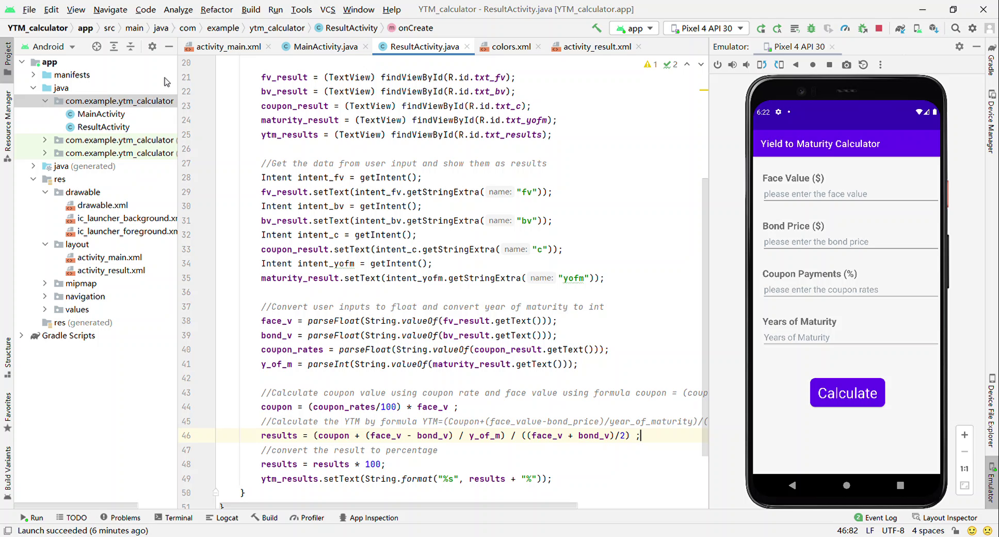 File Edit View Navigate Code Analyze Refactor Build Run Tools VCS Window Help YTM_calculator - ResultActivity.java [YTM_calculator.app]
YTM_calculator app src main java com example ytm_calculator ResultActivity onCreate app Pixel 4 API 30
Android activity_main.xml MainActivity.java ResultActivity.java colors.xml activity_result.xml Emulator: Pixel 4 API 30
Project
Resource Manager
Structure
Favorites
Build Variants
app
manifests
java
com.example.ytm_calculator
MainActivity
ResultActivity
com.example.ytm_calculator (
com.example.ytm_calculator (
java (generated)
res
drawable
drawable.xml
ic_launcher_background.xm
ic_launcher_foreground.xm
layout
activity_main.xml
activity_result.xml
mipmap
navigation
values
res (generated)
Gradle Scripts
1 2
20
21 fv_result = (TextView) findViewById(R.id.txt_fv);
22 bv_result = (TextView) findViewById(R.id.txt_bv);
23 coupon_result = (TextView) findViewById(R.id.txt_c);
24 maturity_result = (TextView) findViewById(R.id.txt_yofm);
25 ytm_results = (TextView) findViewById(R.id.txt_results);
26
27 //Get the data from user input and show them as results
28 Intent intent_fv = getIntent();
29 fv_result.setText(intent_fv.getStringExtra( name: "fv"));
30 Intent intent_bv = getIntent();
31 bv_result.setText(intent_bv.getStringExtra( name: "bv"));
32 Intent intent_c = getIntent();
33 coupon_result.setText(intent_c.getStringExtra( name: "c"));
34 Intent intent_yofm = getIntent();
35 maturity_result.setText(intent_yofm.getStringExtra( name: "yofm"));
36
37 //Convert user inputs to float and convert year of maturity to int
38 face_v = parseFloat(String.valueOf(fv_result.getText()));
39 bond_v = parseFloat(String.valueOf(bv_result.getText()));
40 coupon_rates = parseFloat(String.valueOf(coupon_result.getText()));
41 y_of_m = parseInt(String.valueOf(maturity_result.getText()));
42
43 //Calculate coupon value using coupon rate and face value using formula coupon = (coup
44 coupon = (coupon_rates/100) * face_v ;
45 //Calculate the YTM by formula YTM=(Coupon+(face_value-bond_price)/year_of_maturity)/(
46 results = (coupon + (face_v - bond_v) / y_of_m) / ((face_v + bond_v)/2) ;
47 //convert the result to percentage
48 results = results * 100;
49 ytm_results.setText(String.format("%s", results + "%"));
50 }
51 }
6:22
Yield to Maturity Calculator
Face Value ($)
please enter the face value
Bond Price ($)
please enter the bond price
Coupon Payments (%)
please enter the coupon rates
Years of Maturity
Years of Maturity
Calculate
1:1
Gradle
Device Manager
Device File Explorer
Emulator
Run TODO Problems Terminal Logcat Build Profiler App Inspection 2 Event Log Layout Inspector
Launch succeeded (6 minutes ago) 46:82 LF UTF-8 4 spaces